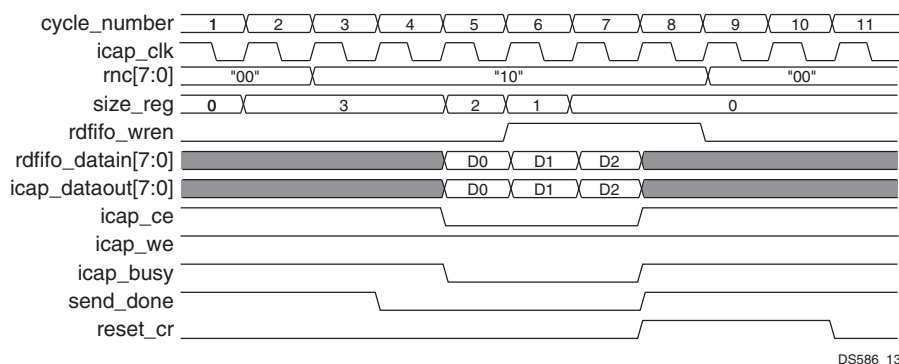 cycle_number 1 2 3 4 5 6 7 8 9 10 11
icap_clk
rnc[7:0] "00" "10" "00"
size_reg 0 3 2 1 0
rdfifo_wren
rdfifo_datain[7:0] D0 D1 D2
icap_dataout[7:0] D0 D1 D2
icap_ce
icap_we
icap_busy
send_done
reset_cr
DS586_13